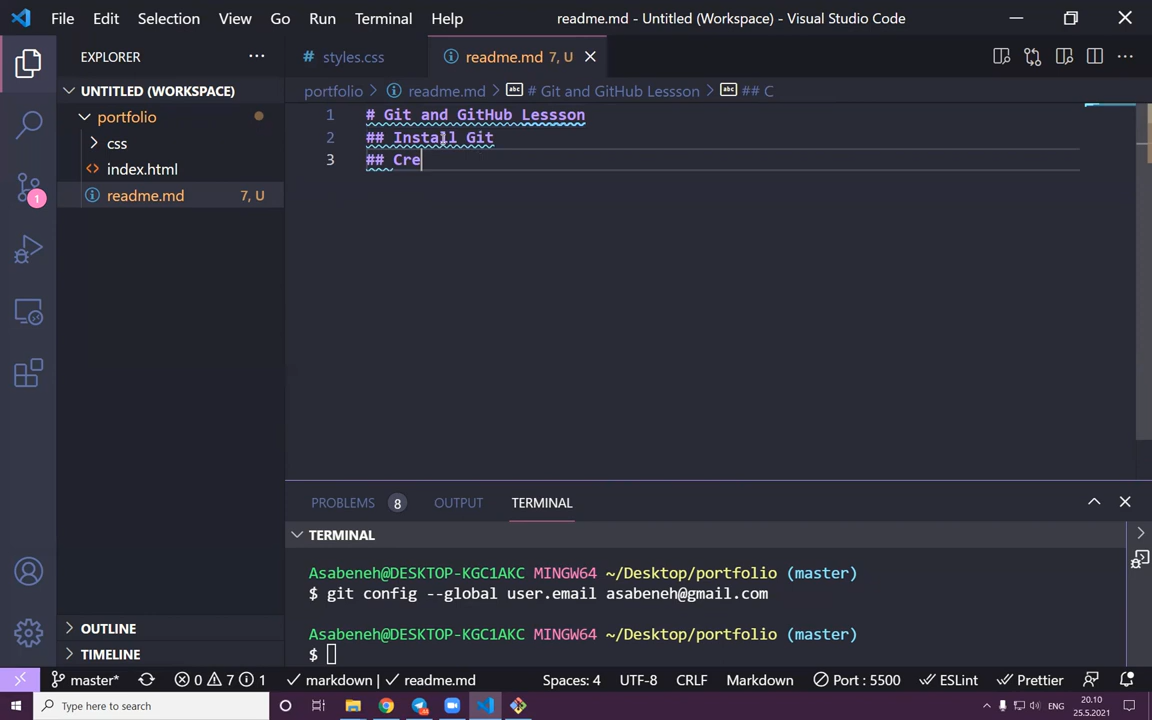 File Edit Selection View Go Run Terminal Help
readme.md - Untitled (Workspace) - Visual Studio Code
EXPLORER
styles.css
readme.md 7, U
UNTITLED (WORKSPACE)
portfolio
css
index.html
readme.md 7, U
portfolio > readme.md > # Git and GitHub Lessson > ## C
1 # Git and GitHub Lessson
2 ## Install Git
3 ## Cre
1
PROBLEMS 8 OUTPUT TERMINAL
TERMINAL
Asabeneh@DESKTOP-KGC1AKC MINGW64 ~/Desktop/portfolio (master)
$ git config --global user.email asabeneh@gmail.com
Asabeneh@DESKTOP-KGC1AKC MINGW64 ~/Desktop/portfolio (master)
$
OUTLINE
TIMELINE
master* 0 7 1 markdown | readme.md Spaces: 4 UTF-8 CRLF Markdown Port : 5500 ESLint Prettier
Type here to search
ENG
20.10
25.5.2021